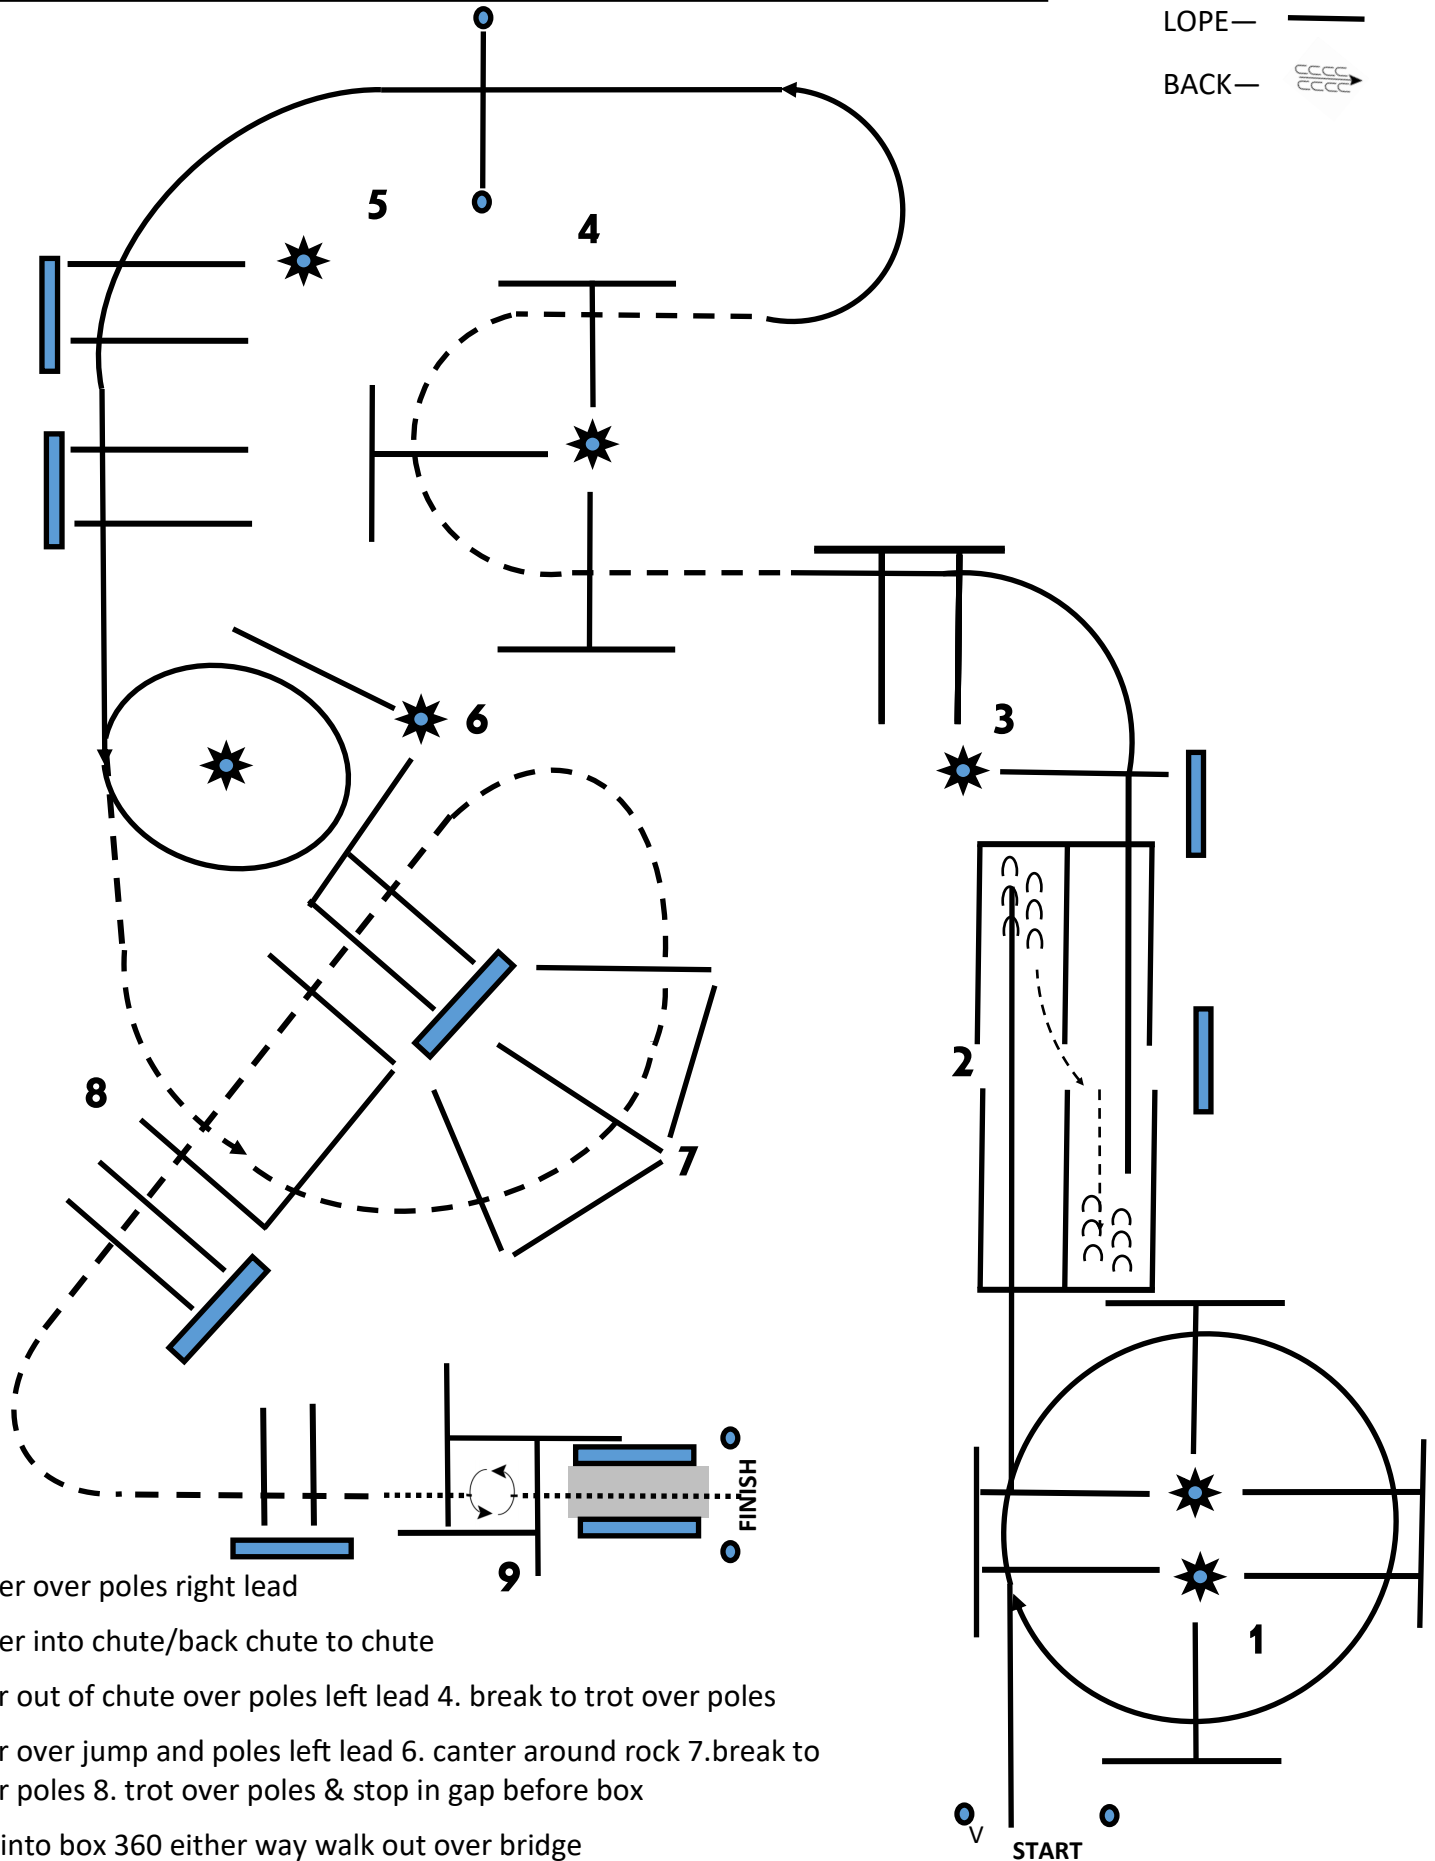 LOPE—
BACK—
5
4
6
3
2
8
7
FINISH
9
1
er over poles right lead
er into chute/back chute to chute
r out of chute over poles left lead 4. break to trot over poles
r over jump and poles left lead 6. canter around rock 7.break to
r poles 8. trot over poles & stop in gap before box
into box 360 either way walk out over bridge
V
START